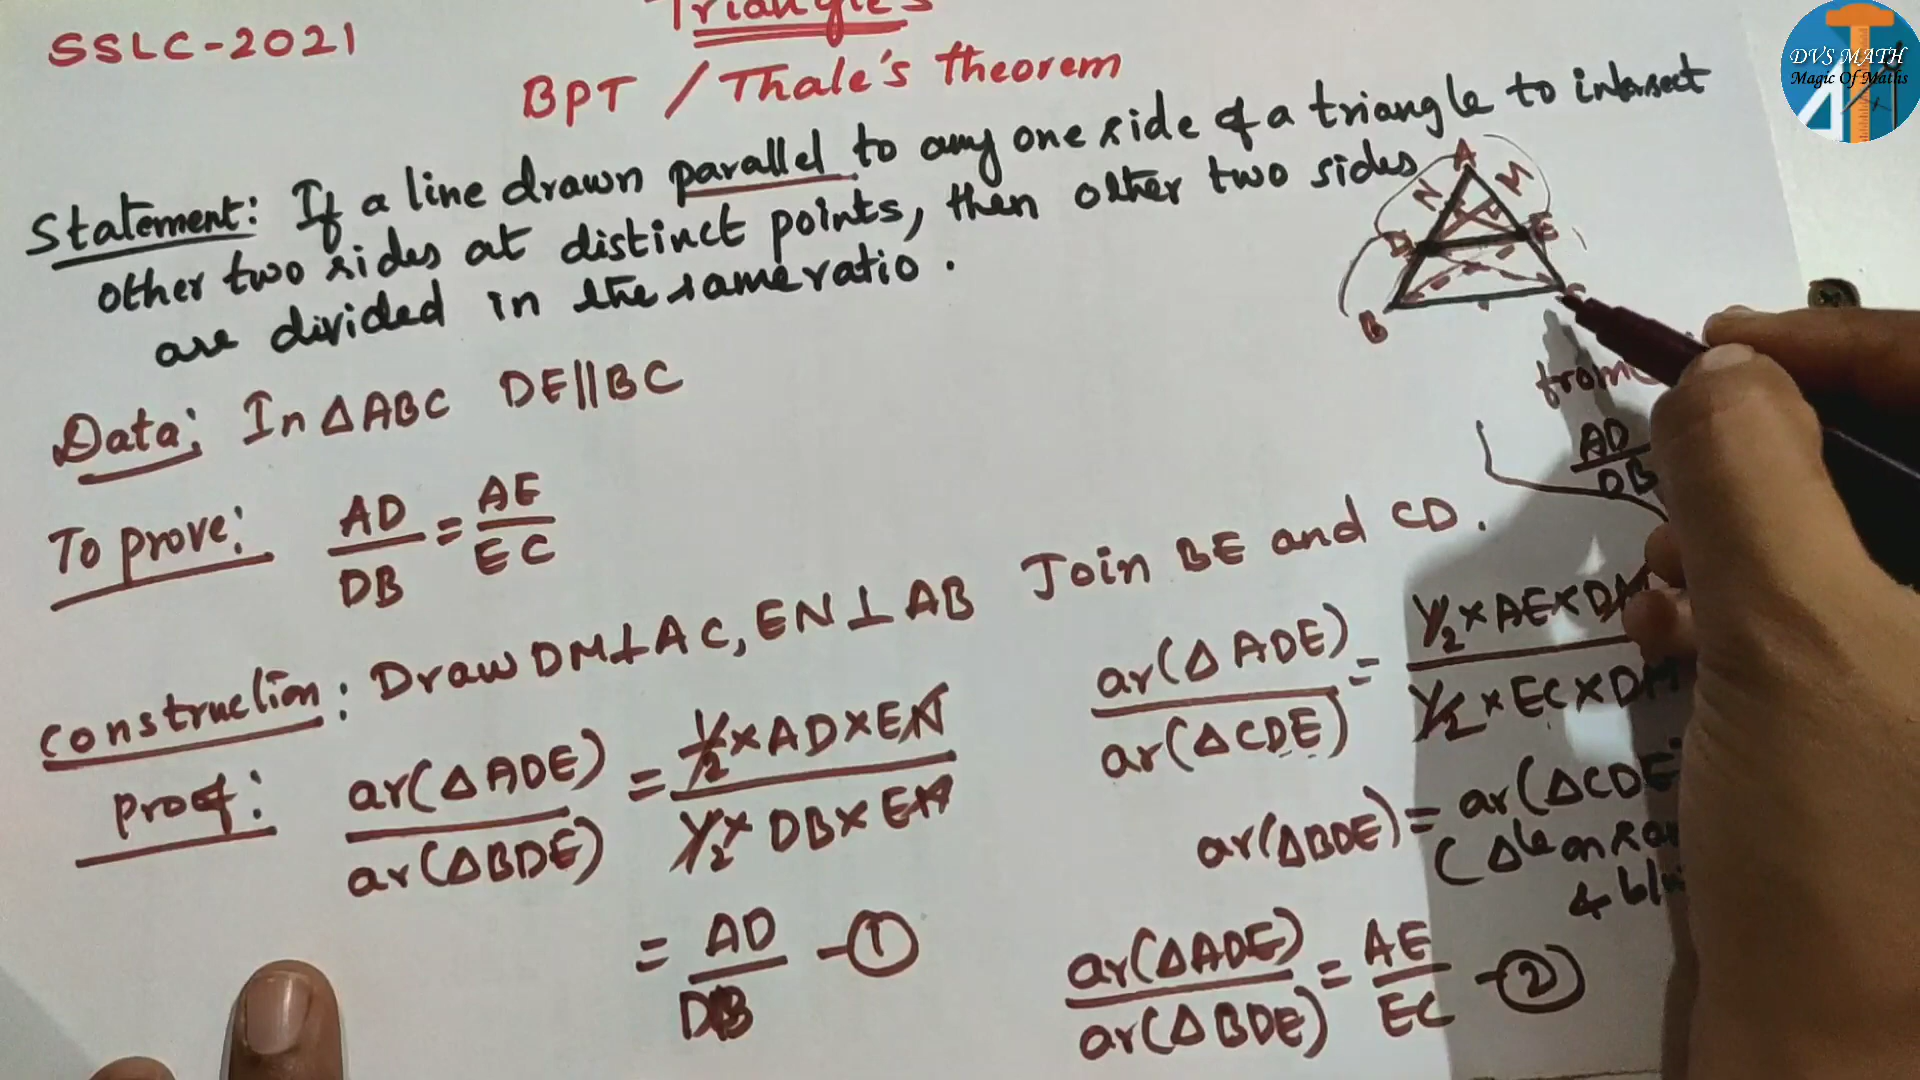 SSLC-2021
Triangles
BPT / Thale's theorem
Statement: If a line drawn parallel to any one side of a triangle to intersect
other two sides at distinct points, then other two sides
are divided in the same ratio.
A
N M
D E
B
Data: In ΔABC DE||BC
To prove: AD/DB = AE/EC
AD
DB
Construction: Draw DM⊥AC, EN⊥AB Join BE and CD.
Proof: ar(ΔADE)/ar(ΔBDE) = 1/2×AD×EN / 1/2×DB×EN
= AD/DB -①
ar(ΔADE)/ar(ΔCDE) = 1/2×AE×DM / 1/2×EC×DM
ar(ΔBDE) = ar(ΔCDE
ar(ΔADE)/ar(ΔBDE) = AE/EC -②
DVS MATH
Magic Of Maths